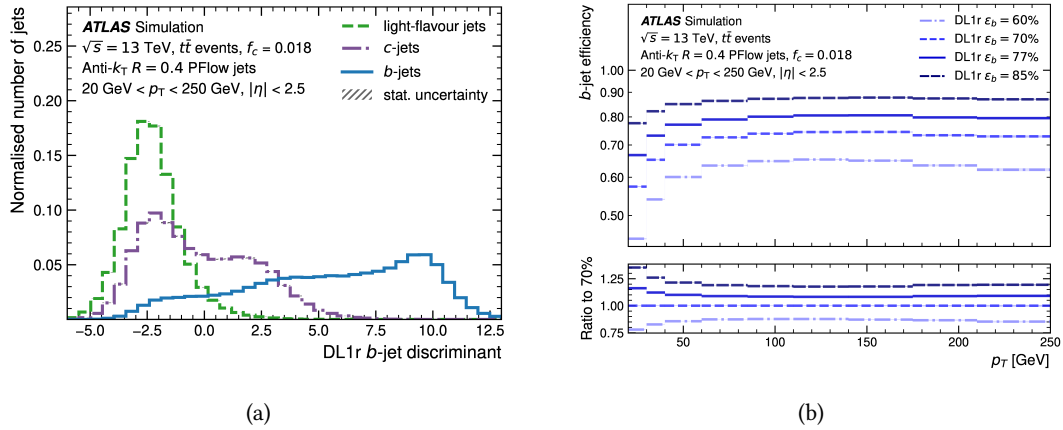 ATLAS Simulation
√s = 13 TeV, tt̄ events, f_c = 0.018
Anti-k_T R = 0.4 PFlow jets
20 GeV < p_T < 250 GeV, |η| < 2.5
light-flavour jets
c-jets
b-jets
stat. uncertainty
Normalised number of jets
0.25
0.20
0.15
0.10
0.05
−5.0 −2.5 0.0 2.5 5.0 7.5 10.0 12.5
DL1r b-jet discriminant
(a)
ATLAS Simulation
√s = 13 TeV, tt̄ events
Anti-k_T R = 0.4 PFlow jets, f_c = 0.018
20 GeV < p_T < 250 GeV, |η| < 2.5
DL1r ε_b = 60%
DL1r ε_b = 70%
DL1r ε_b = 77%
DL1r ε_b = 85%
b-jet efficiency
0.90
0.80
0.70
0.60
0.50
Ratio to 70%
1.25
1.00
0.75
50 100 150 200 250
p_T [GeV]
(b)